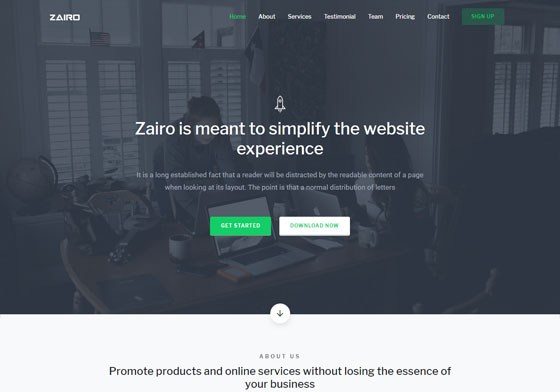 ZAIRO
Home About Services Testimonial Team Pricing Contact SIGN UP
Zairo is meant to simplify the website
experience
It is a long established fact that a reader will be distracted by the readable content of a page
when looking at its layout. The point is that a normal distribution of letters
GET STARTED DOWNLOAD NOW
ABOUT US
Promote products and online services without losing the essence of
your business